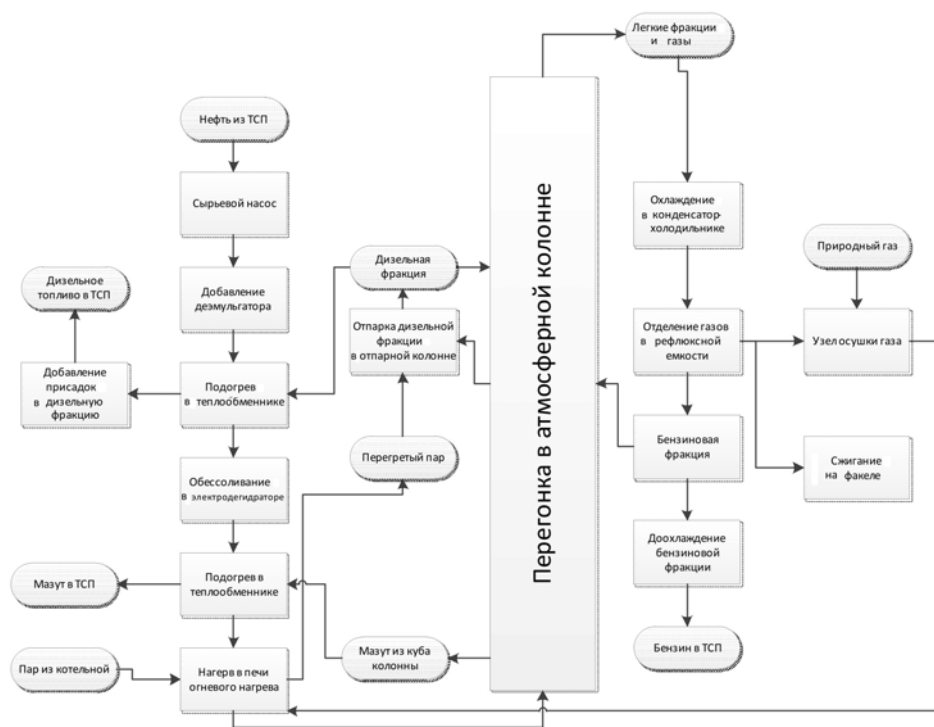 Легкие фракции
и газы
Нефть из ТСП
Сырьевой насос
Охлаждение
в конденсатор-
холодильнике
Природный газ
Дизельная
фракция
Дизельное
топливо в ТСП
Добавление
деэмульгатора
Перегонка в атмосферной колонне
Отпарка дизельной
фракции
в отпарной колонне
Отделение газов
в рефлюксной
емкости
Узел осушки газа
Добавление
присадок
в дизельную
фракцию
Подогрев
в теплообменнике
Бензиновая
фракция
Перегретый пар
Сжигание
на факеле
Обессоливание
в электродегидраторе
Доохлаждение
бензиновой
фракции
Мазут в ТСП
Подогрев в
теплообменнике
Бензин в ТСП
Мазут из куба
колонны
Пар из котельной
Нагерв в печи
огневого нагрева